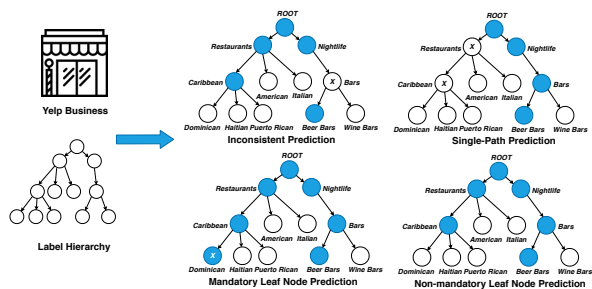 Yelp Business
Label Hierarchy
ROOT
Restaurants
Nightlife
Caribbean
X
Bars
American
Italian
Dominican
Haitian
Puerto Rican
Beer Bars
Wine Bars
Inconsistent Prediction
ROOT
Restaurants
X
Nightlife
Caribbean
X
Bars
American
Italian
Dominican
Haitian
Puerto Rican
Beer Bars
Wine Bars
Single-Path Prediction
ROOT
Restaurants
Nightlife
Caribbean
Bars
American
Italian
X
Dominican
Haitian
Puerto Rican
Beer Bars
Wine Bars
Mandatory Leaf Node Prediction
ROOT
Restaurants
Nightlife
Caribbean
Bars
American
Italian
Dominican
Haitian
Puerto Rican
Beer Bars
Wine Bars
Non-mandatory Leaf Node Prediction